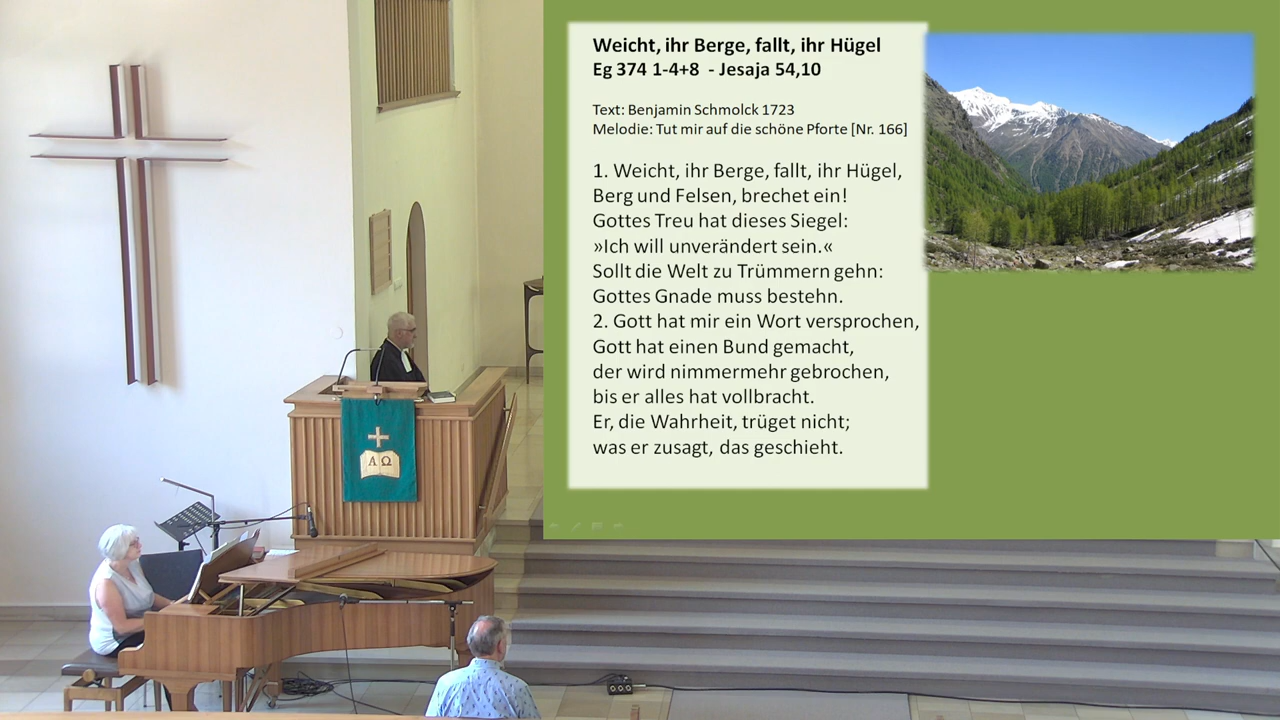 Weicht, ihr Berge, fallt, ihr Hügel
Eg 374 1-4+8 - Jesaja 54,10
Text: Benjamin Schmolck 1723
Melodie: Tut mir auf die schöne Pforte [Nr. 166]
1. Weicht, ihr Berge, fallt, ihr Hügel,
Berg und Felsen, brechet ein!
Gottes Treu hat dieses Siegel:
»Ich will unverändert sein.«
Sollt die Welt zu Trümmern gehn:
Gottes Gnade muss bestehn.
2. Gott hat mir ein Wort versprochen,
Gott hat einen Bund gemacht,
der wird nimmermehr gebrochen,
bis er alles hat vollbracht.
Er, die Wahrheit, trüget nicht;
was er zusagt, das geschieht.
Α Ω